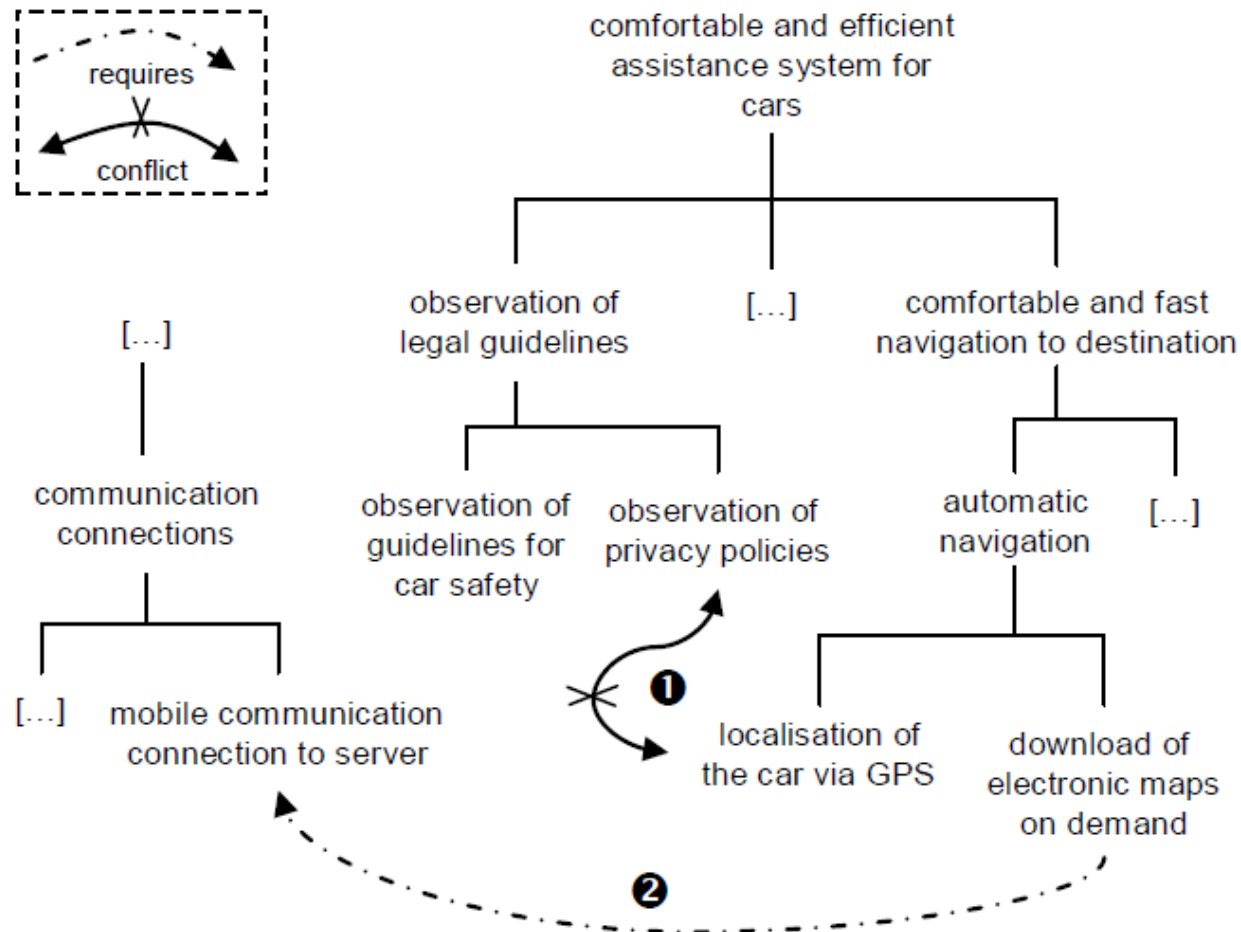 requires
conflict
comfortable and efficient
assistance system for
cars
observation of
legal guidelines
[...]
comfortable and fast
navigation to destination
[...]
communication
connections
observation of
guidelines for
car safety
observation of
privacy policies
automatic
navigation
[...]
[...]
mobile communication
connection to server
❶
localisation of
the car via GPS
download of
electronic maps
on demand
❷